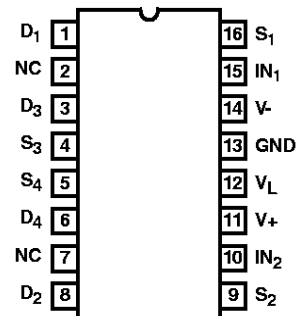 D1 1 16 S1
NC 2 15 IN1
D3 3 14 V-
S3 4 13 GND
S4 5 12 VL
D4 6 11 V+
NC 7 10 IN2
D2 8 9 S2